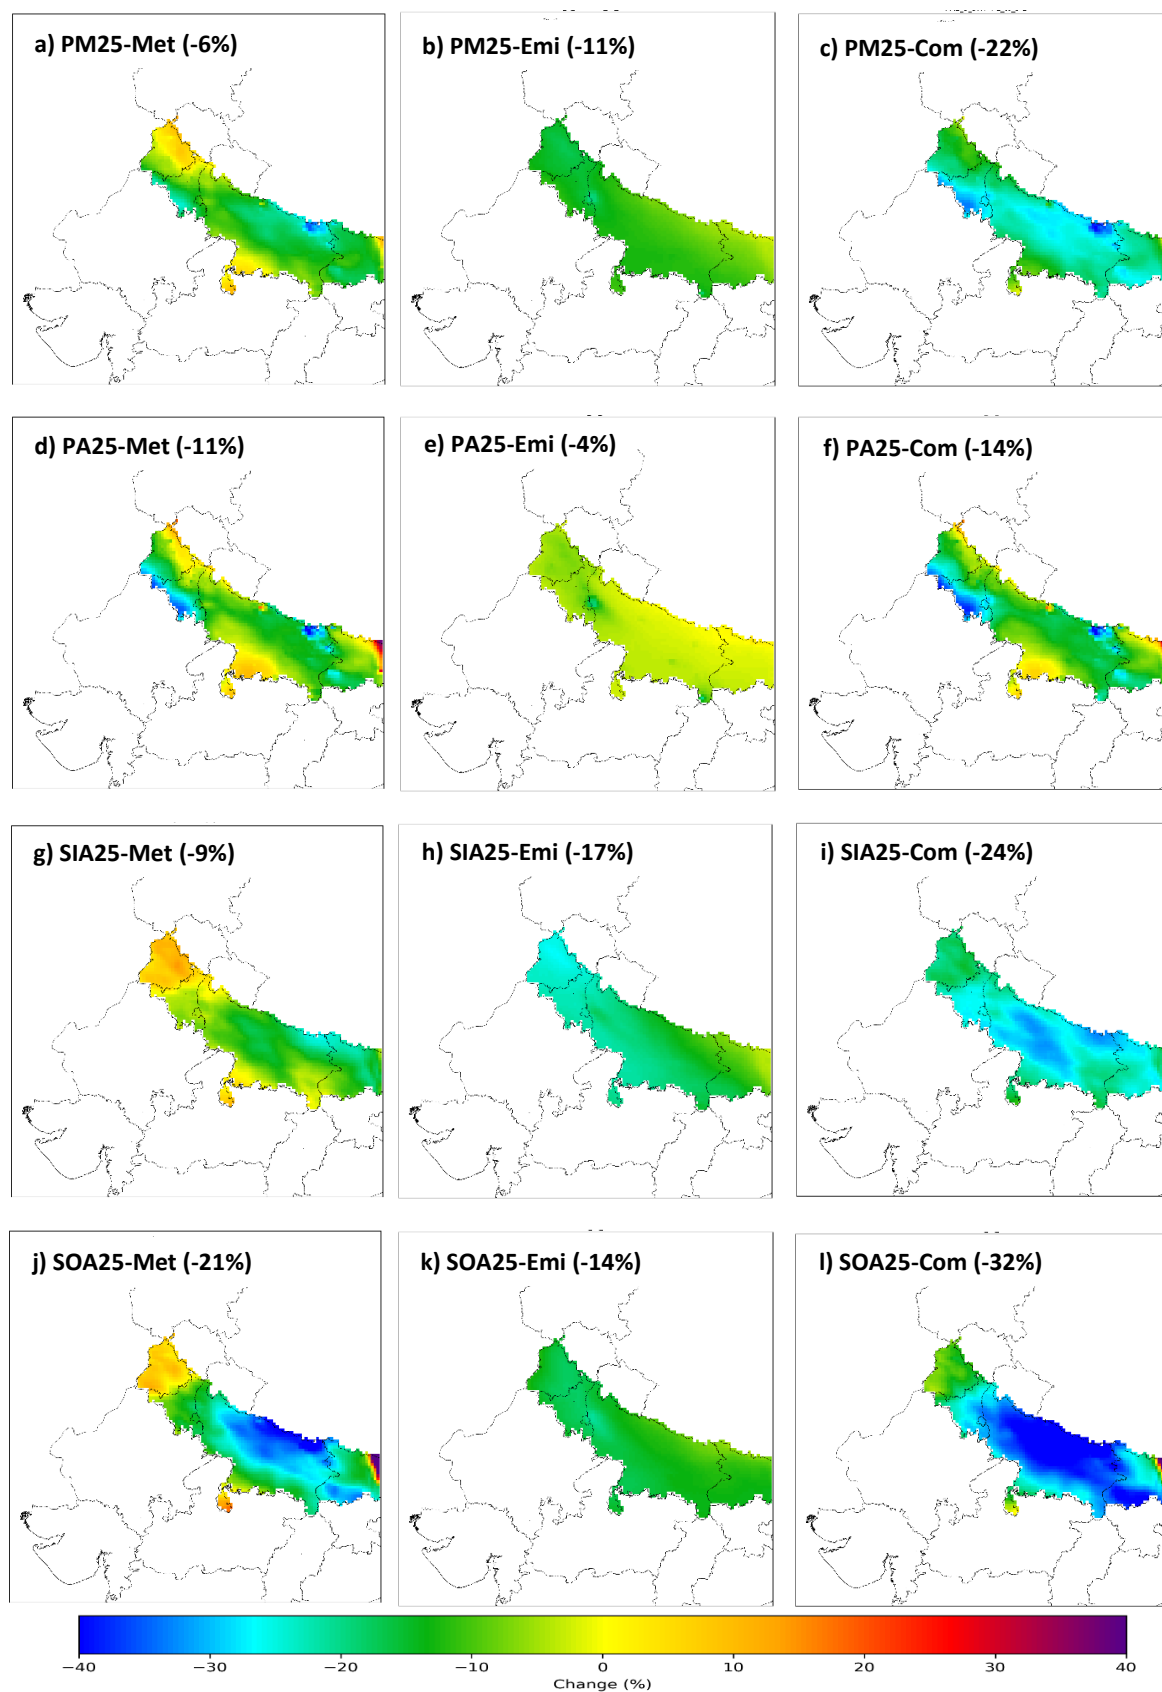 a) PM25-Met (-6%)
b) PM25-Emi (-11%)
c) PM25-Com (-22%)
d) PA25-Met (-11%)
e) PA25-Emi (-4%)
f) PA25-Com (-14%)
g) SIA25-Met (-9%)
h) SIA25-Emi (-17%)
i) SIA25-Com (-24%)
j) SOA25-Met (-21%)
k) SOA25-Emi (-14%)
l) SOA25-Com (-32%)
−40 −30 −20 −10 0 10 20 30 40
Change (%)